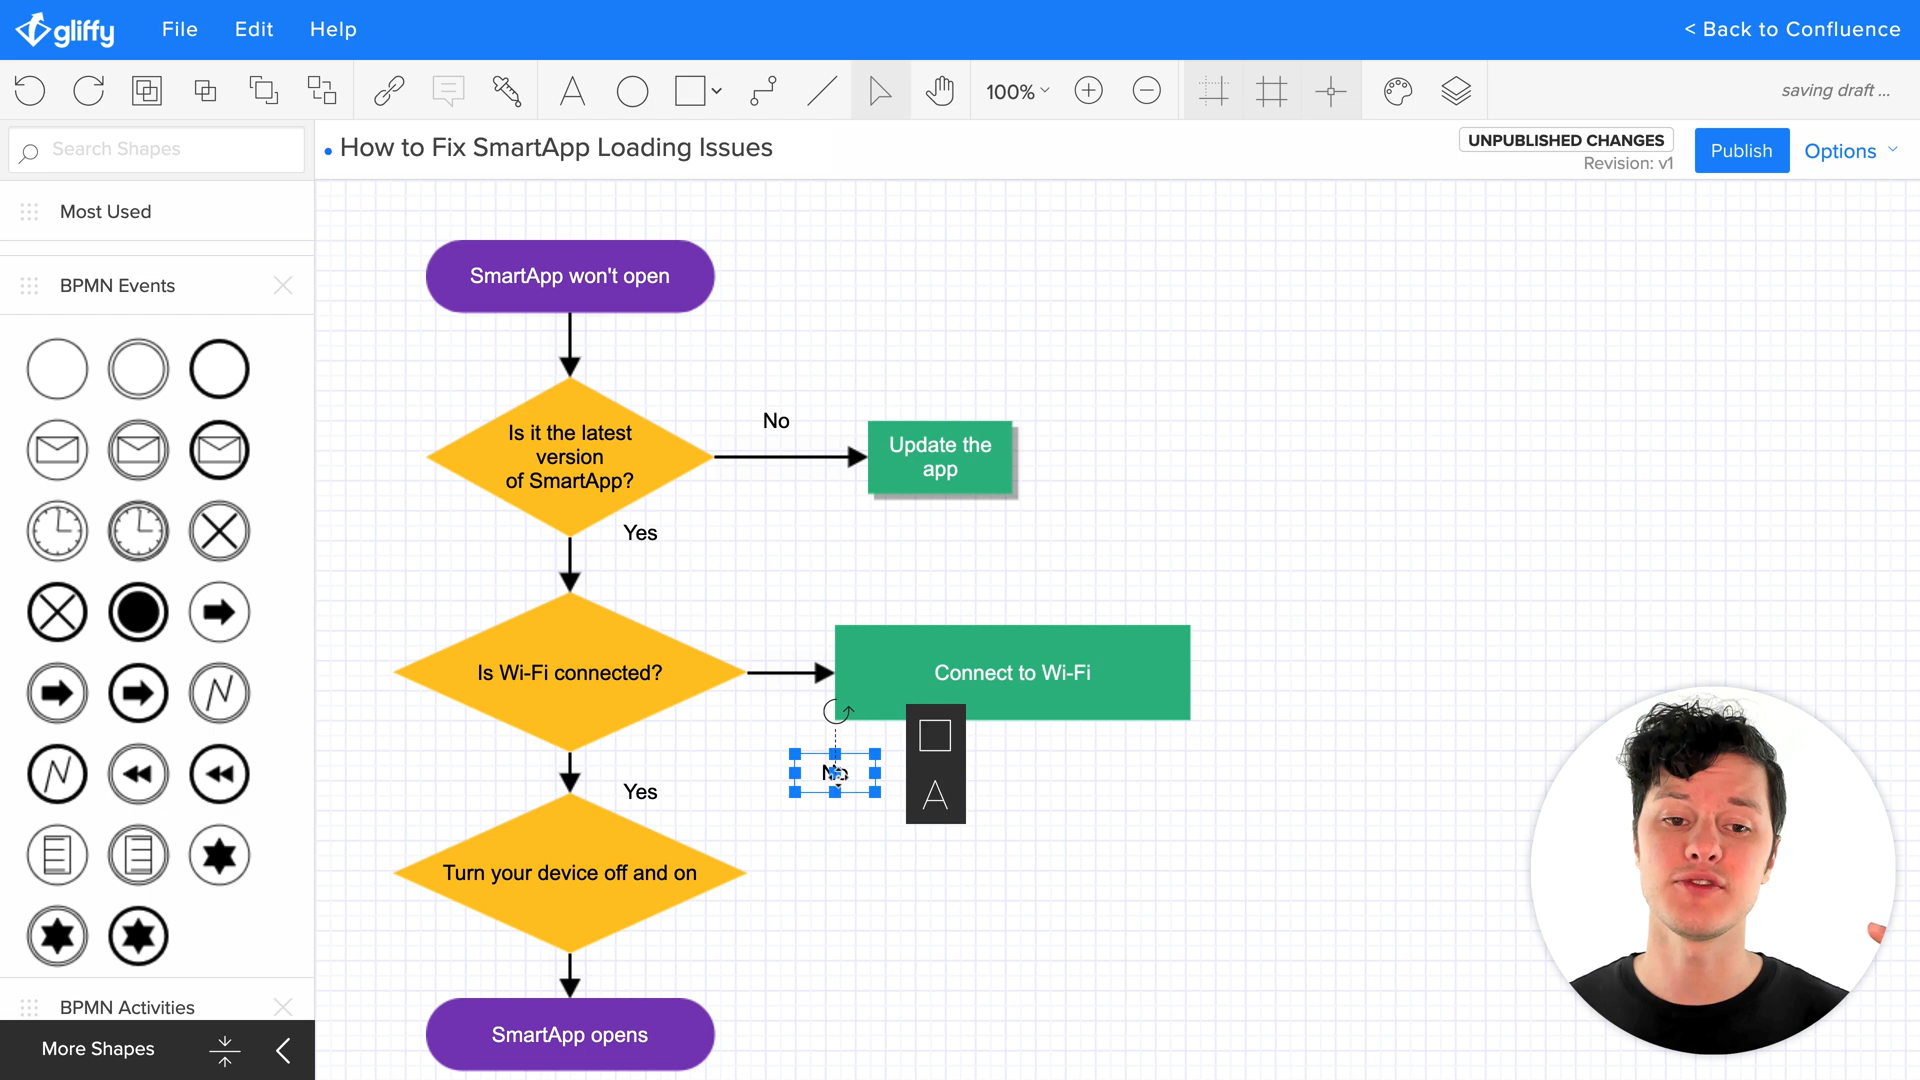 gliffy
File
Edit
Help
< Back to Confluence
100%
saving draft ...
Search Shapes
How to Fix SmartApp Loading Issues
UNPUBLISHED CHANGES
Revision: v1
Publish
Options
Most Used
BPMN Events
BPMN Activities
More Shapes
SmartApp won't open
Is it the latest
version
of SmartApp?
No
Update the
app
Yes
Is Wi-Fi connected?
Connect to Wi-Fi
No
Yes
Turn your device off and on
SmartApp opens